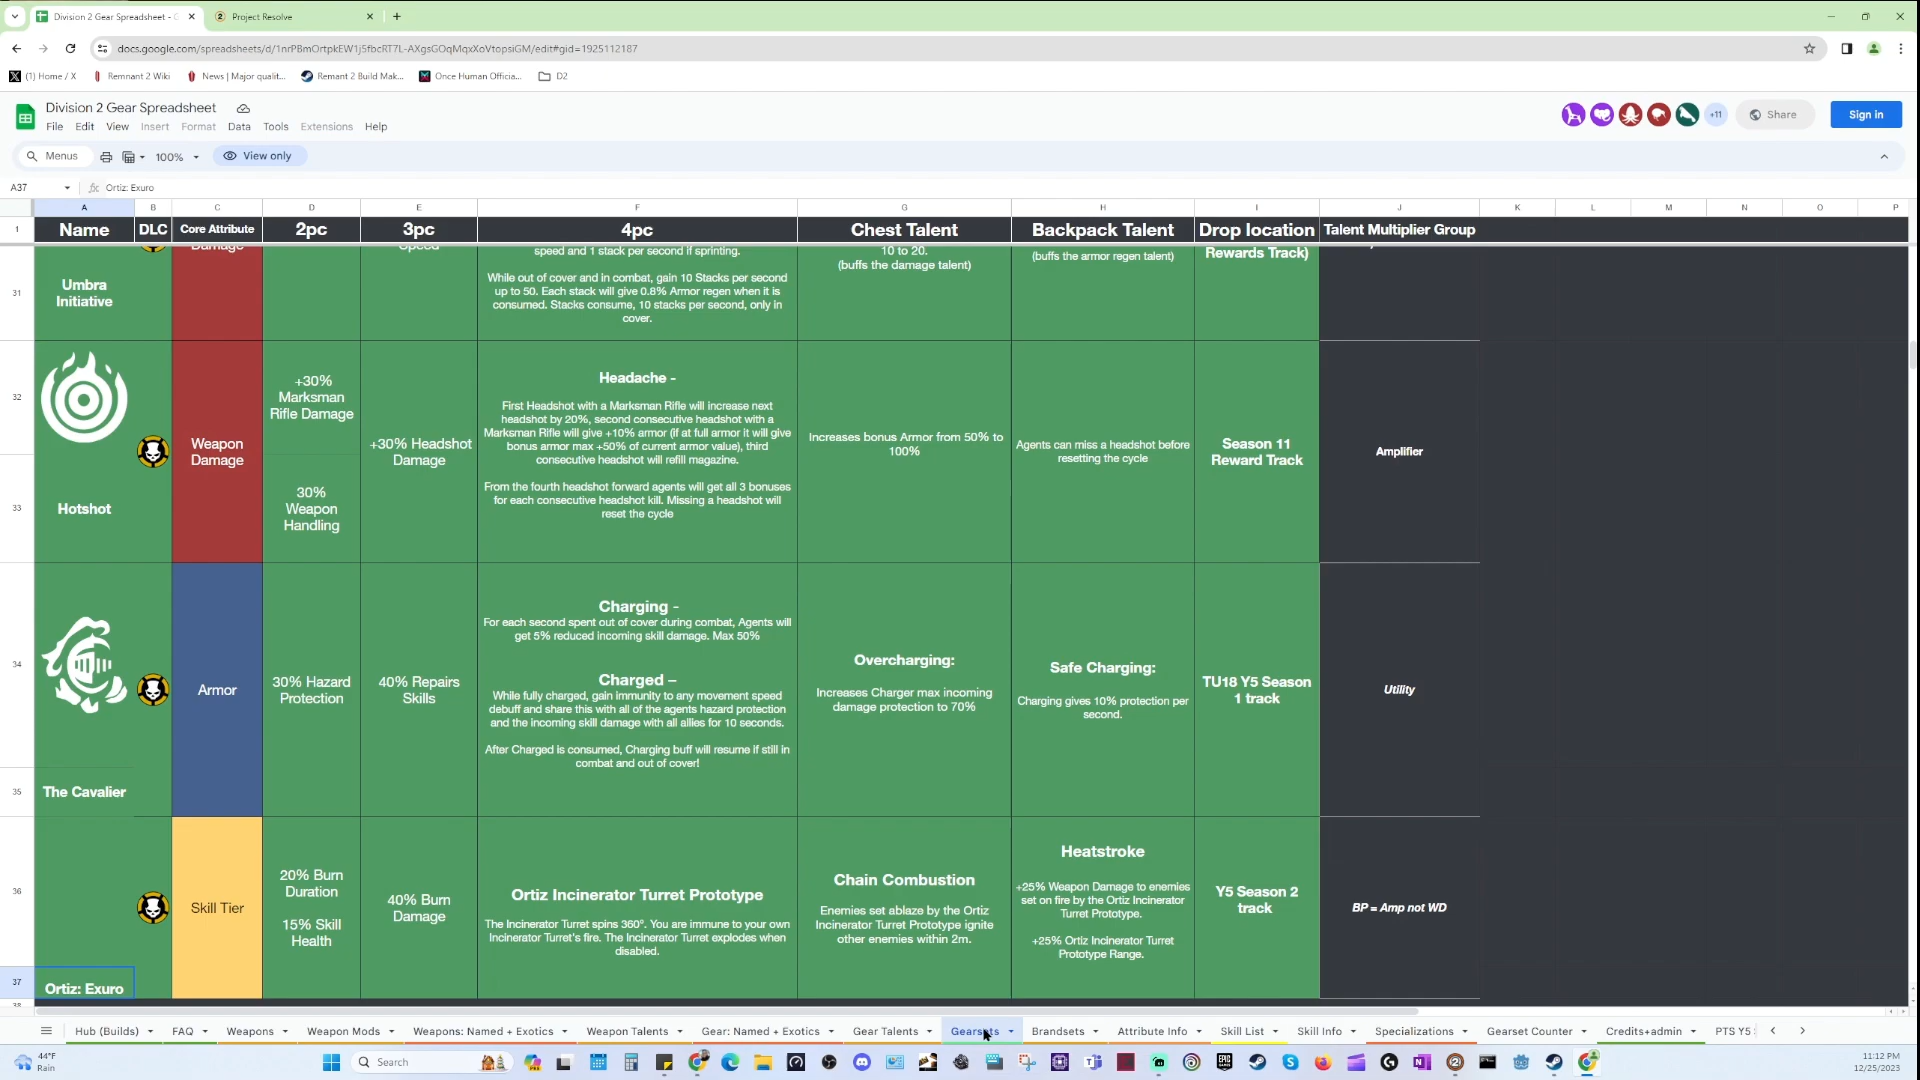 Division 2 Gear Spreadsheet - G
Project Resolve
docs.google.com/spreadsheets/d/1nrPBmOrtpkEW1j5fbcRT7L-AXgsGOqMqxXoVtopsiGM/edit#gid=1925112187
(1) Home / X
Remnant 2 Wiki
News | Major qualit...
Remant 2 Build Mak...
Once Human Officia...
D2
Division 2 Gear Spreadsheet
File Edit View Insert Format Data Tools Extensions Help
+11
Share
Sign in
Menus
100%
View only
A37
fx Ortiz: Exuro
A B C D E F G H I J K L M N O P
1 Name DLC Core Attribute 2pc 3pc 4pc Chest Talent Backpack Talent Drop location Talent Multiplier Group
31
Umbra
Initiative
Damage
Speed
speed and 1 stack per second if sprinting.
While out of cover and in combat, gain 10 Stacks per second
up to 50. Each stack will give 0.8% Armor regen when it is
consumed. Stacks consume, 10 stacks per second, only in
cover.
10 to 20.
(buffs the damage talent)
(buffs the armor regen talent)
Rewards Track)
32
33
Hotshot
Weapon
Damage
+30%
Marksman
Rifle Damage
30%
Weapon
Handling
+30% Headshot
Damage
Headache -
First Headshot with a Marksman Rifle will increase next
headshot by 20%, second consecutive headshot with a
Marksman Rifle will give +10% armor (if at full armor it will give
bonus armor max +50% of current armor value), third
consecutive headshot will refill magazine.
From the fourth headshot forward agents will get all 3 bonuses
for each consecutive headshot kill. Missing a headshot will
reset the cycle
Increases bonus Armor from 50% to
100%
Agents can miss a headshot before
resetting the cycle
Season 11
Reward Track
Amplifier
34
35
The Cavalier
Armor
30% Hazard
Protection
40% Repairs
Skills
Charging -
For each second spent out of cover during combat, Agents will
get 5% reduced incoming skill damage. Max 50%
Charged –
While fully charged, gain immunity to any movement speed
debuff and share this with all of the agents hazard protection
and the incoming skill damage with all allies for 10 seconds.
After Charged is consumed, Charging buff will resume if still in
combat and out of cover!
Overcharging:
Increases Charger max incoming
damage protection to 70%
Safe Charging:
Charging gives 10% protection per
second.
TU18 Y5 Season
1 track
Utility
36
37
Ortiz: Exuro
Skill Tier
20% Burn
Duration
15% Skill
Health
40% Burn
Damage
Ortiz Incinerator Turret Prototype
The Incinerator Turret spins 360°. You are immune to your own
Incinerator Turret's fire. The Incinerator Turret explodes when
disabled.
Chain Combustion
Enemies set ablaze by the Ortiz
Incinerator Turret Prototype ignite
other enemies within 2m.
Heatstroke
+25% Weapon Damage to enemies
set on fire by the Ortiz Incinerator
Turret Prototype.
+25% Ortiz Incinerator Turret
Prototype Range.
Y5 Season 2
track
BP = Amp not WD
38
Hub (Builds) FAQ Weapons Weapon Mods Weapons: Named + Exotics Weapon Talents Gear: Named + Exotics Gear Talents Gearsets Brandsets Attribute Info Skill List Skill Info Specializations Gearset Counter Credits+admin PTS Y5
44°F
Rain
Search
11:12 PM
12/25/2023